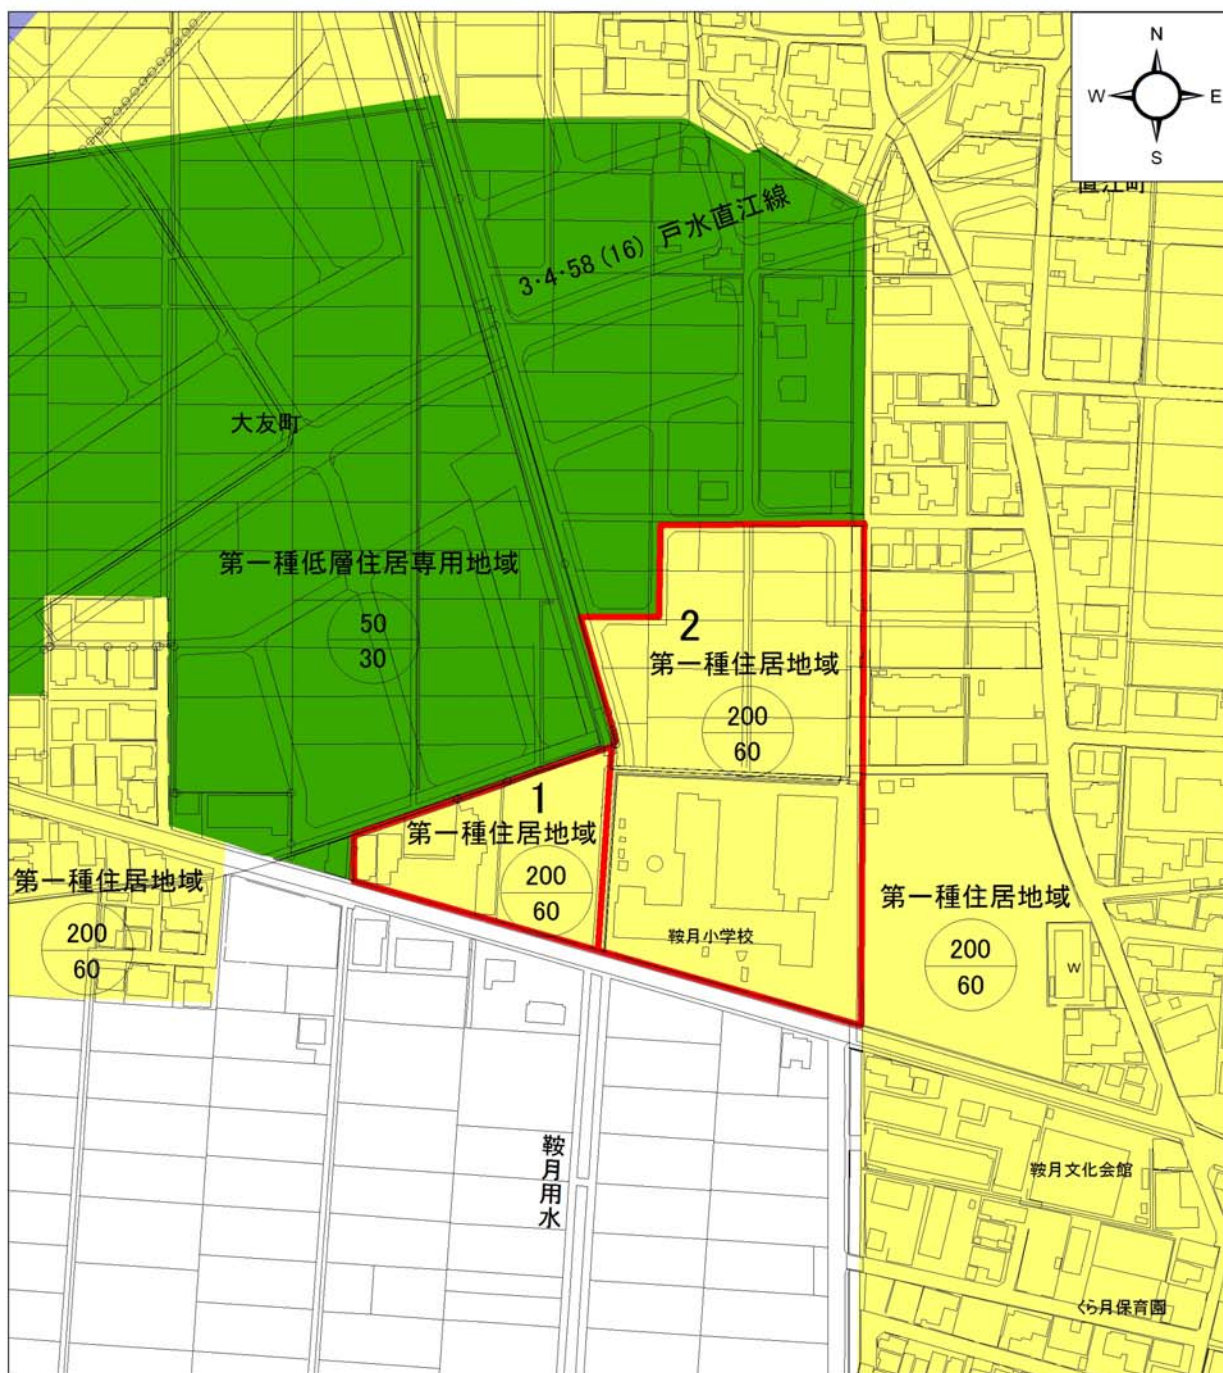 N
W E
S
直江町
3・4・58(16) 戸水直江線
大友町
第一種低層住居専用地域
50
30
2
第一種住居地域
200
60
1
第一種住居地域
200
60
第一種住居地域
200
60
第一種住居地域
200
60
鞍月小学校
W
鞍月用水
鞍月文化会館
くら月保育園